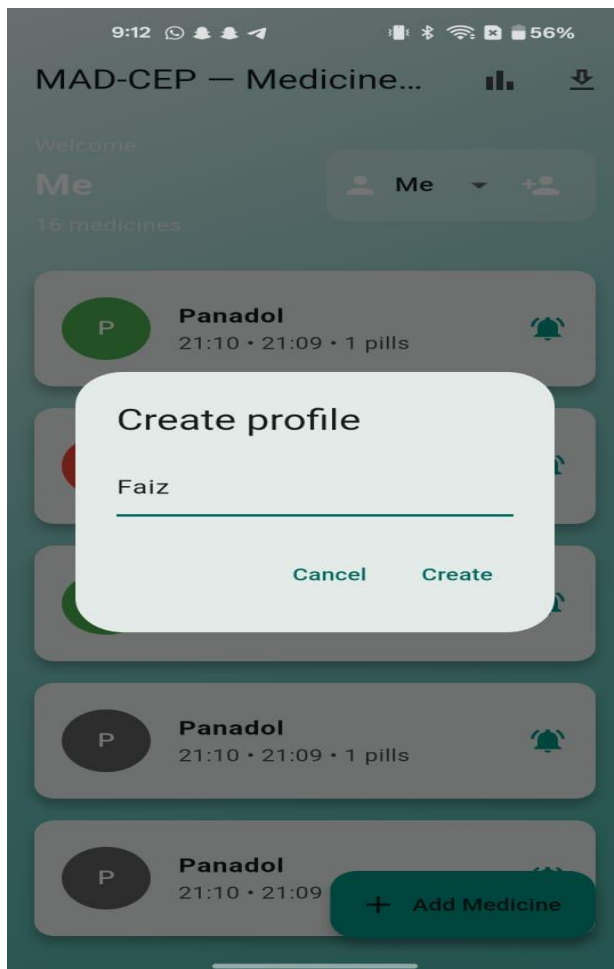 9:12 56%
MAD-CEP — Medicine...
Welcome
Me
Me
16 medicines
P
Panadol
21:10 • 21:09 • 1 pills
Create profile
Faiz
Cancel Create
P
Panadol
21:10 • 21:09 • 1 pills
P
Panadol
21:10 • 21:09
+ Add Medicine